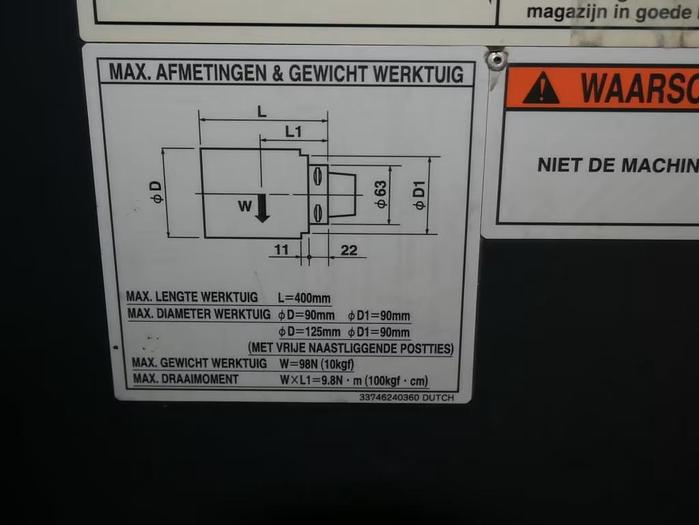 magazijn in goede
MAX. AFMETINGEN & GEWICHT WERKTUIG
L
L1
φD
W
φ63
φD1
11
22
MAX. LENGTE WERKTUIG L=400mm
MAX. DIAMETER WERKTUIG φD=90mm φD1=90mm
φD=125mm φD1=90mm
(MET VRIJE NAASTLIGGENDE POSTTIES)
MAX. GEWICHT WERKTUIG W=98N (10kgf)
MAX. DRAAIMOMENT W×L1=9.8N・m (100kgf・cm)
33746240360 DUTCH
WAARSC
NIET DE MACHIN